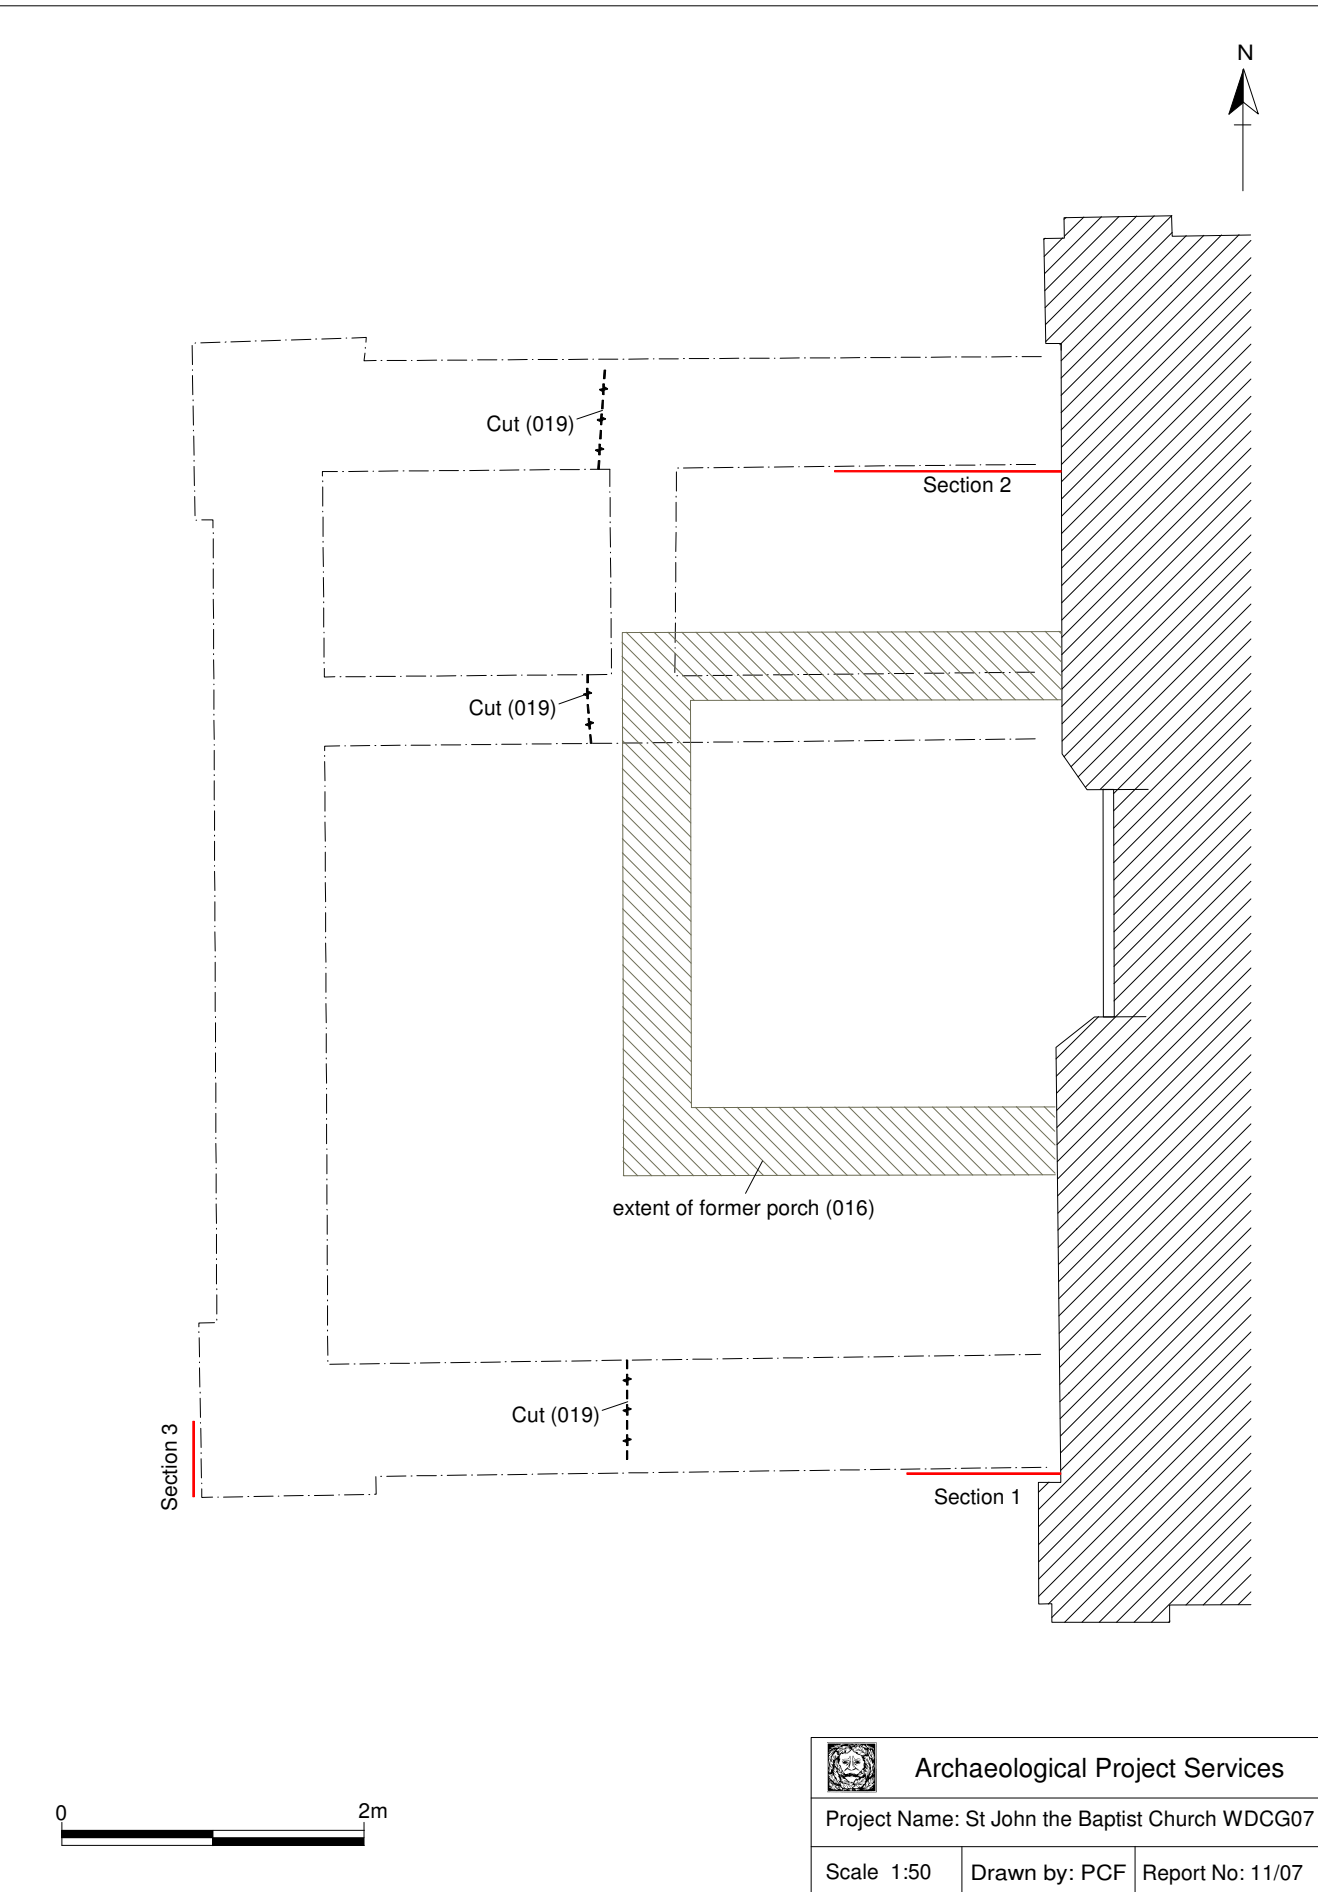 N
Cut (019)
Section 2
Cut (019)
extent of former porch (016)
Cut (019)
Section 3
Section 1
0 2m
Archaeological Project Services
Project Name: St John the Baptist Church WDCG07
Scale 1:50 Drawn by: PCF Report No: 11/07